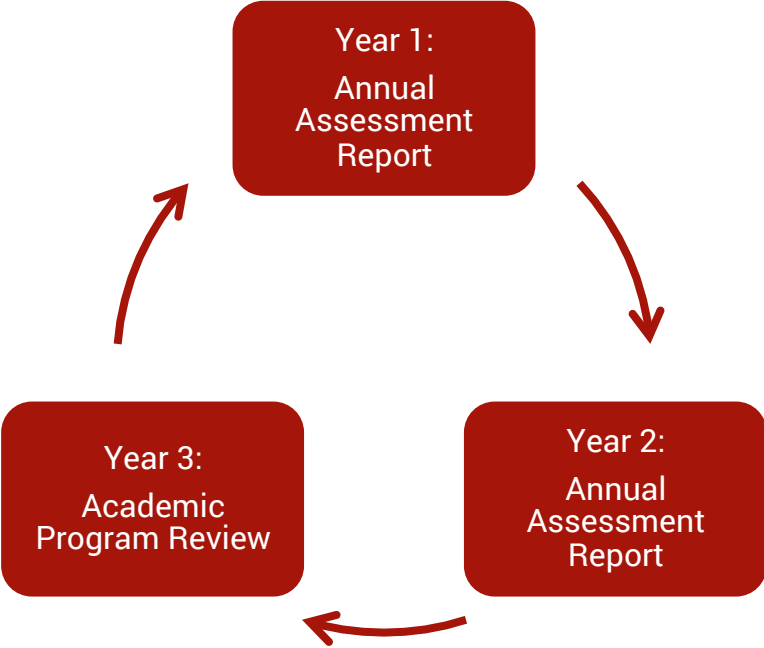 Year 1:
Annual
Assessment
Report
Year 3:
Academic
Program Review
Year 2:
Annual
Assessment
Report